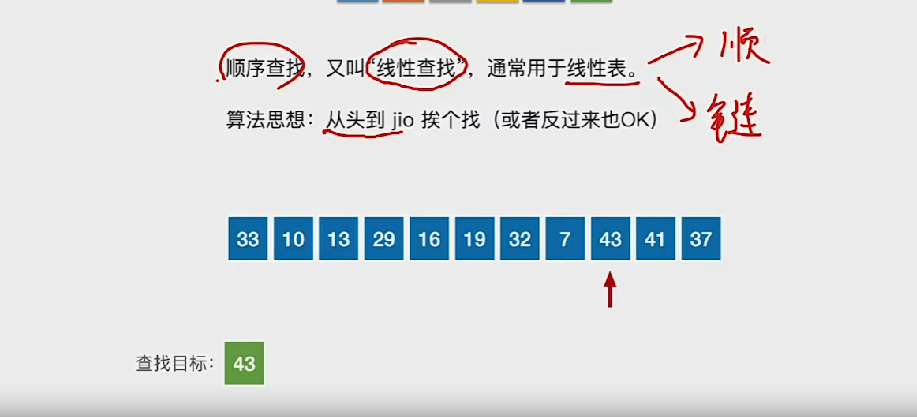 顺序查找,又叫“线性查找”,通常用于线性表。
顺
链
算法思想:从头到 jio 挨个找(或者反过来也OK)
33 10 13 29 16 19 32 7 43 41 37
查找目标: 43